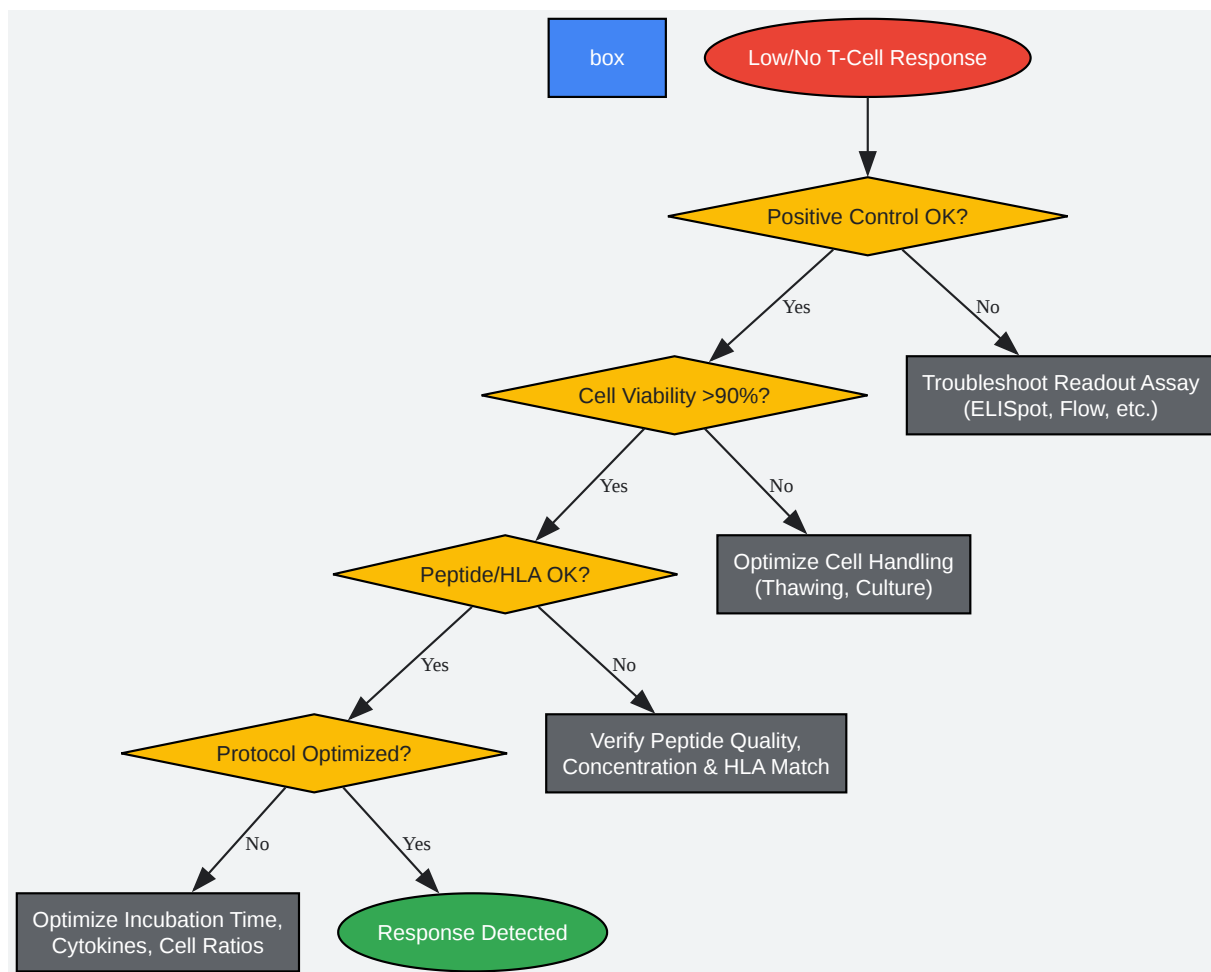 box
Low/No T-Cell Response
Positive Control OK?
Yes
No
Cell Viability >90%?
Troubleshoot Readout Assay
(ELISpot, Flow, etc.)
Yes
No
Peptide/HLA OK?
Optimize Cell Handling
(Thawing, Culture)
Yes
No
Protocol Optimized?
Verify Peptide Quality,
Concentration & HLA Match
No
Yes
Optimize Incubation Time,
Cytokines, Cell Ratios
Response Detected